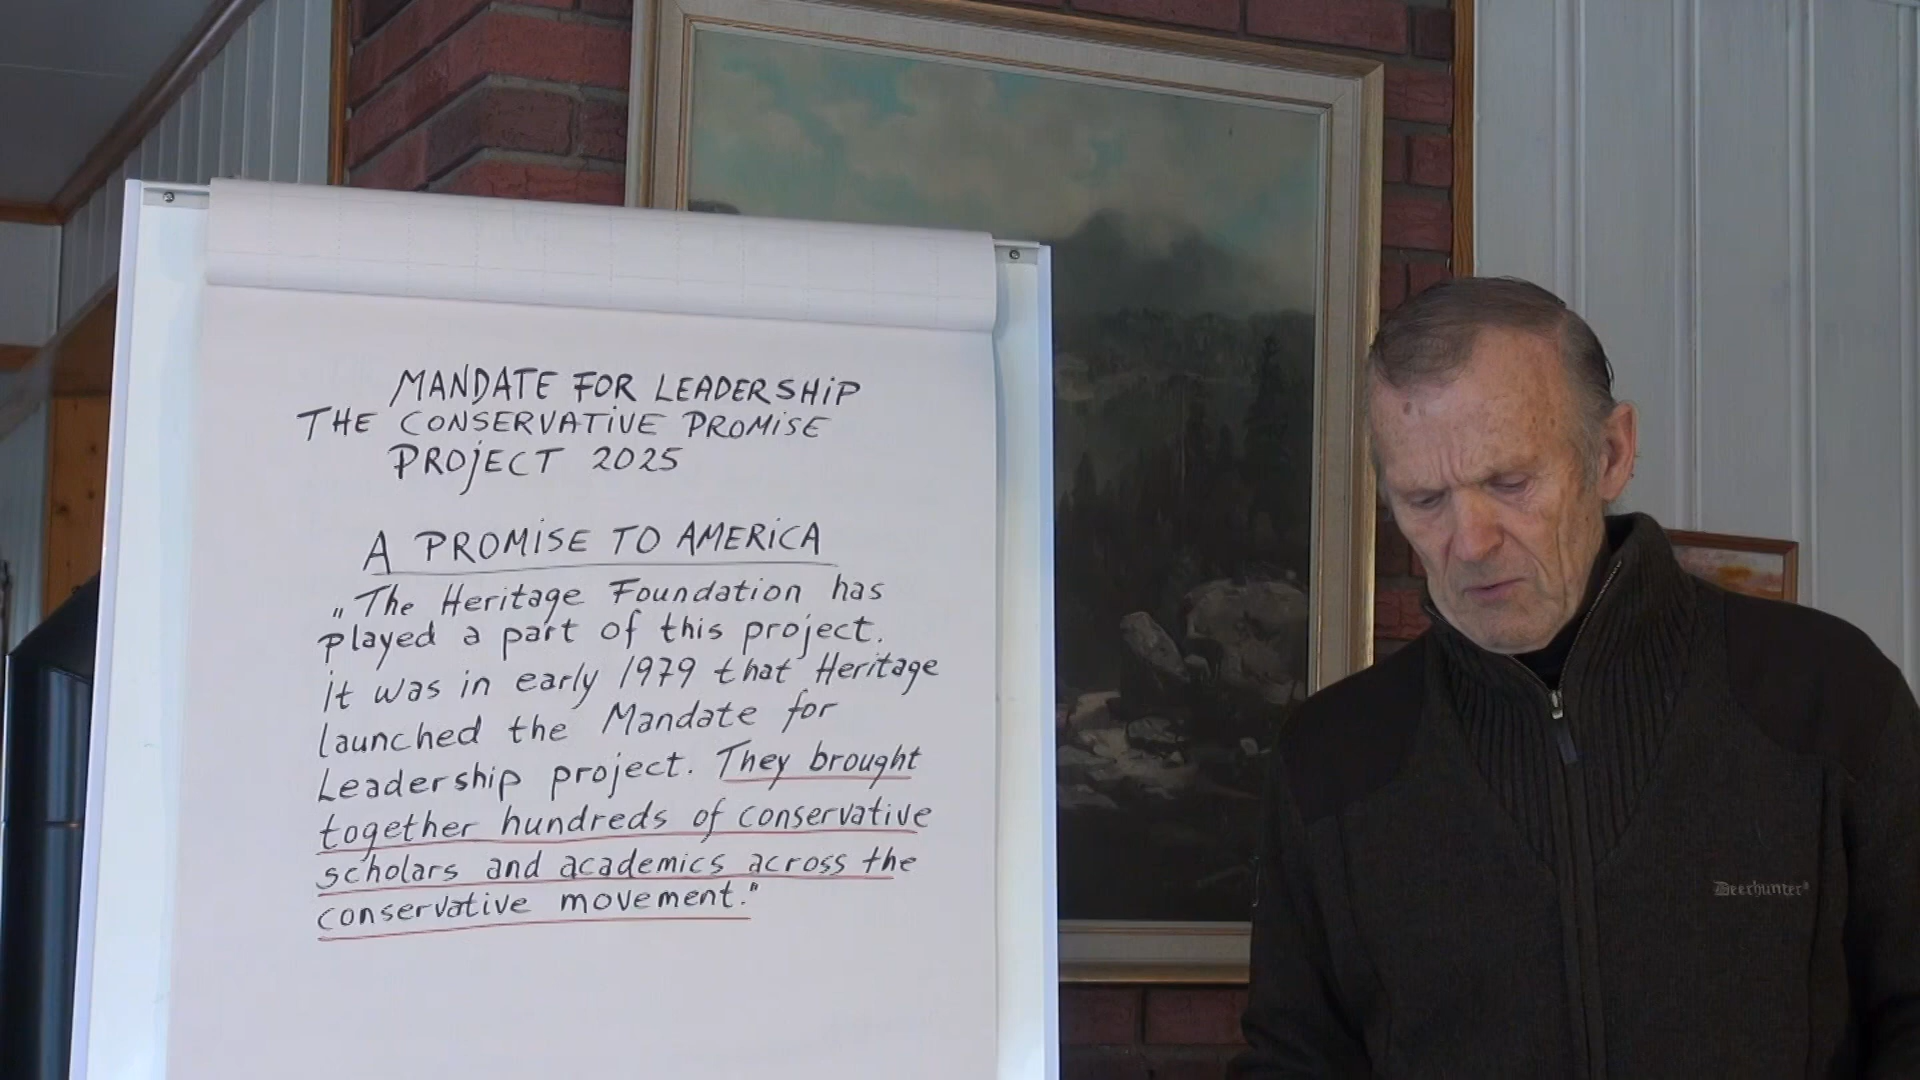 MANDATE FOR LEADERSHiP
THE CONSERVATiVE PROMiSE
PROjECT 2025
A PROMiSE TO AMERiCA
„The Heritage Foundation has
played a part of this project.
it was in early 1979 that Heritage
launched the Mandate for
Leadership project. They brought
together hundreds of conservative
scholars and academics across the
conservative movement."
Deerhunter®